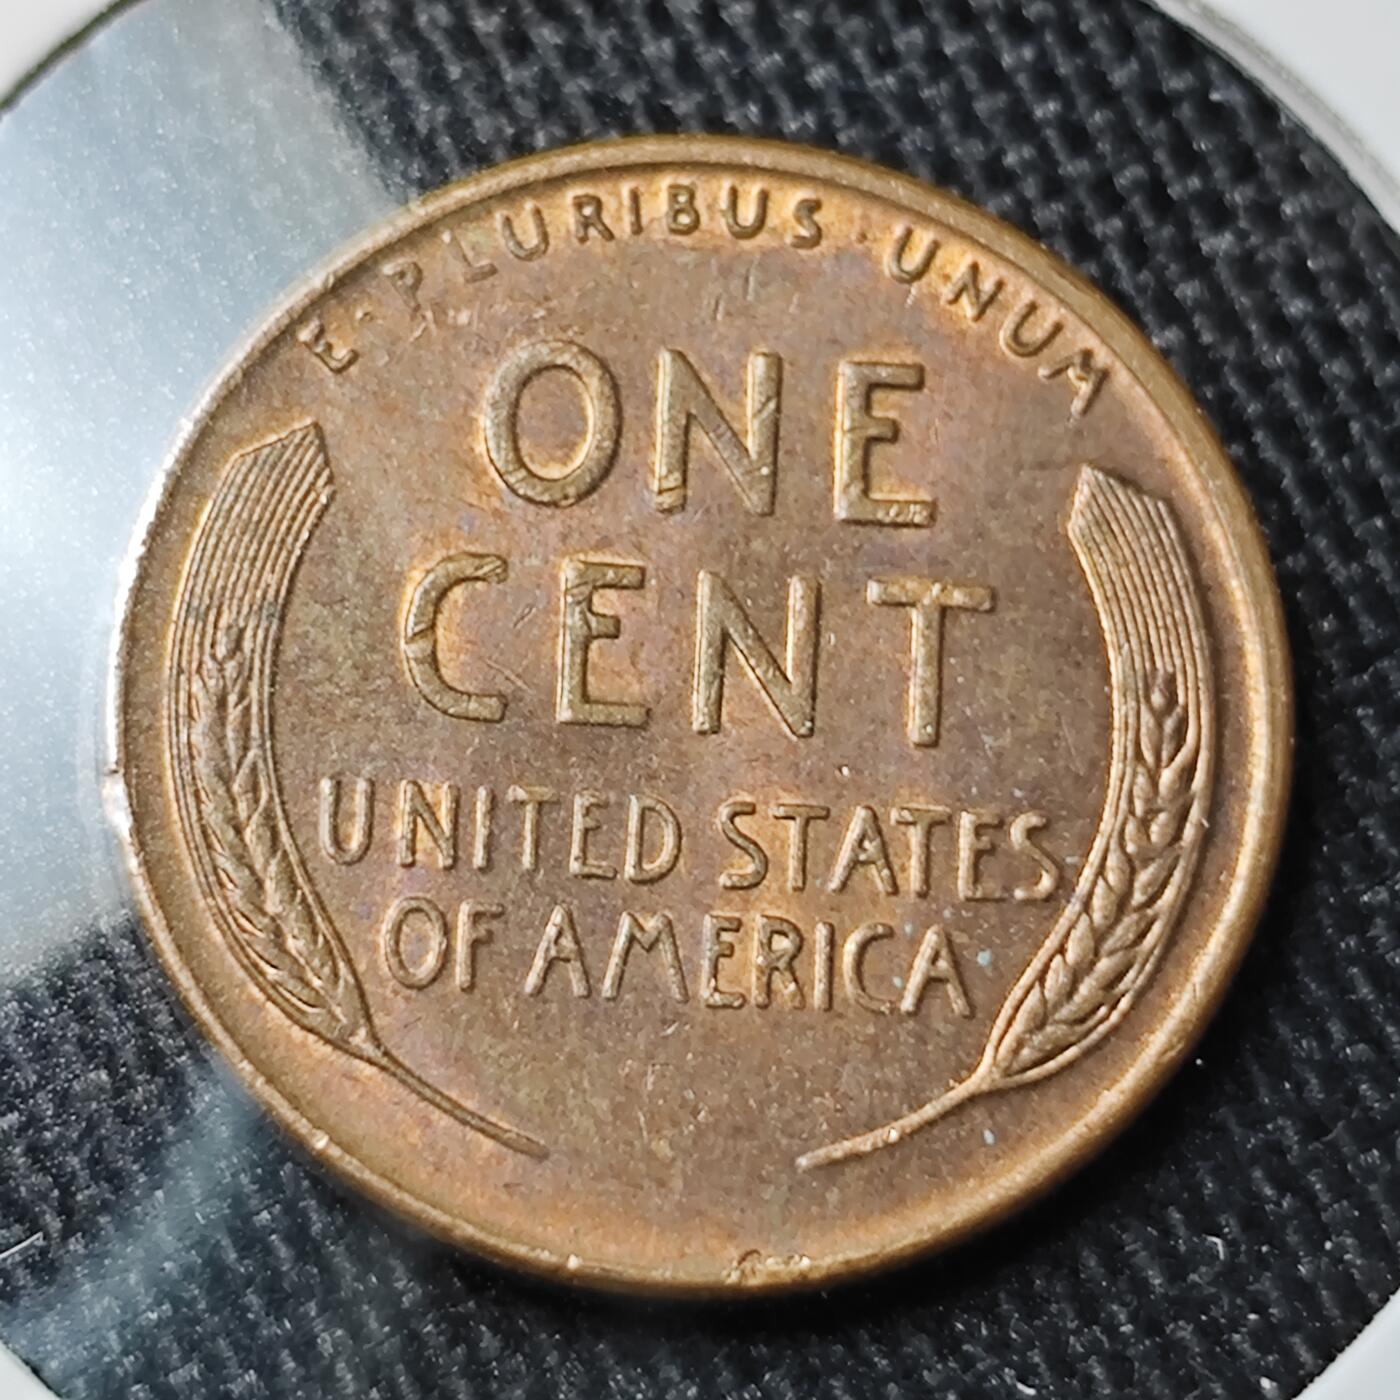 E·PLURIBUS·UNUM
ONE
CENT
UNITED STATES
OF AMERICA